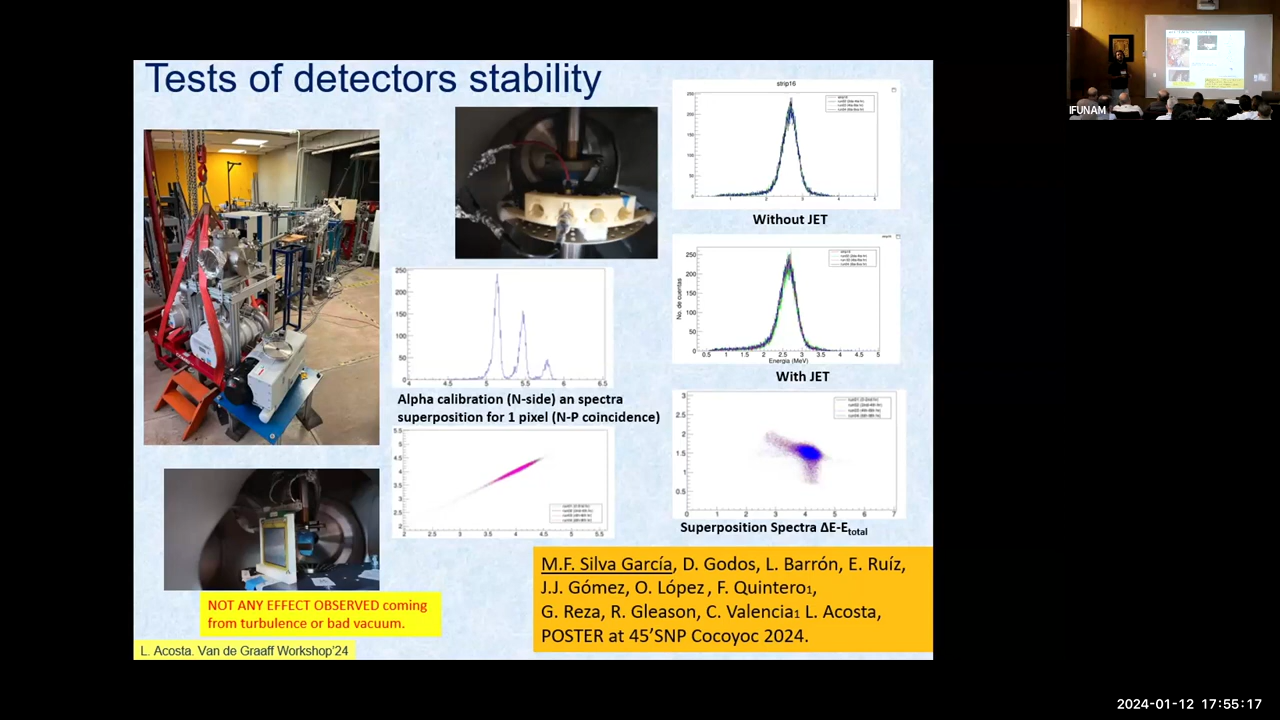 Tests of detectors stability
strip16
Without JET
No. de cuentas
Energia (MeV)
With JET
Alpha calibration (N-side) an spectra
superposition for 1 pixel (N-P coincidence)
Superposition Spectra ΔE-Etotal
NOT ANY EFFECT OBSERVED coming
from turbulence or bad vacuum.
M.F. Silva García, D. Godos, L. Barrón, E. Ruíz,
J.J. Gómez, O. López , F. Quintero1,
G. Reza, R. Gleason, C. Valencia1 L. Acosta,
POSTER at 45’SNP Cocoyoc 2024.
L. Acosta. Van de Graaff Workshop’24
IFUNAM
2024-01-12 17:55:17